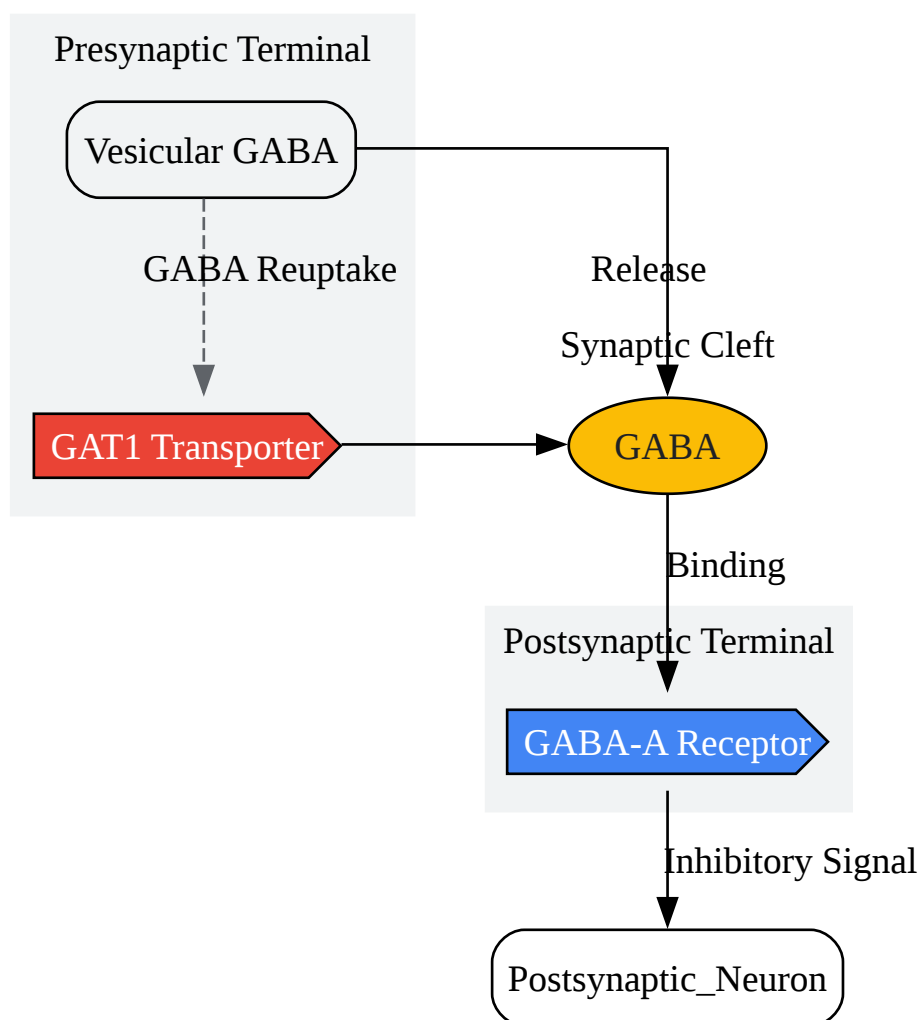 Presynaptic Terminal
Vesicular GABA
GABA Reuptake
Release
Synaptic Cleft
GAT1 Transporter
GABA
Binding
Postsynaptic Terminal
GABA-A Receptor
Inhibitory Signal
Postsynaptic_Neuron